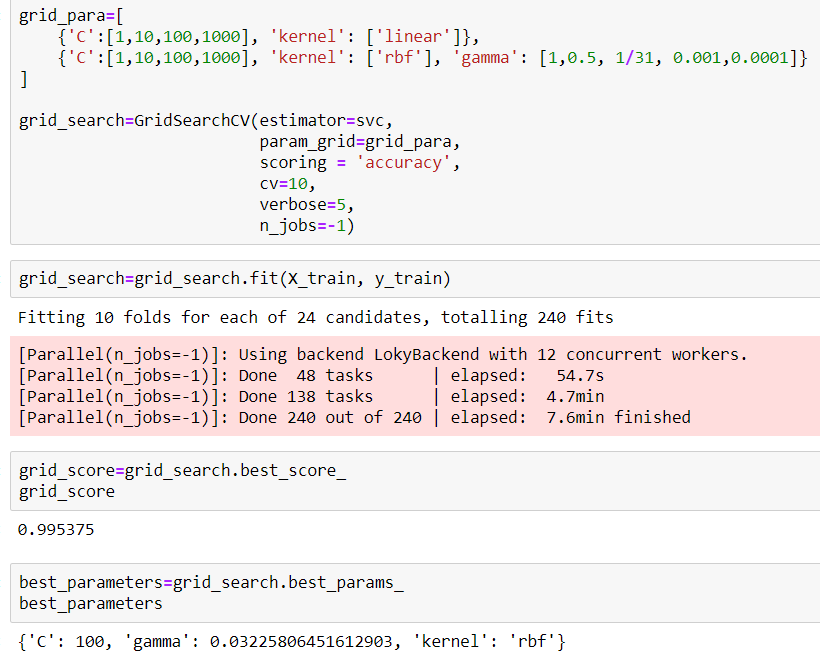 grid_para=[
    {'C':[1,10,100,1000], 'kernel': ['linear']},
    {'C':[1,10,100,1000], 'kernel': ['rbf'], 'gamma': [1,0.5, 1/31, 0.001,0.0001]}
]
grid_search=GridSearchCV(estimator=svc,
                         param_grid=grid_para,
                         scoring = 'accuracy',
                         cv=10,
                         verbose=5,
                         n_jobs=-1)
grid_search=grid_search.fit(X_train, y_train)
Fitting 10 folds for each of 24 candidates, totalling 240 fits
[Parallel(n_jobs=-1)]: Using backend LokyBackend with 12 concurrent workers.
[Parallel(n_jobs=-1)]: Done  48 tasks      | elapsed:   54.7s
[Parallel(n_jobs=-1)]: Done 138 tasks      | elapsed:  4.7min
[Parallel(n_jobs=-1)]: Done 240 out of 240 | elapsed:  7.6min finished
grid_score=grid_search.best_score_
grid_score
0.995375
best_parameters=grid_search.best_params_
best_parameters
{'C': 100, 'gamma': 0.03225806451612903, 'kernel': 'rbf'}